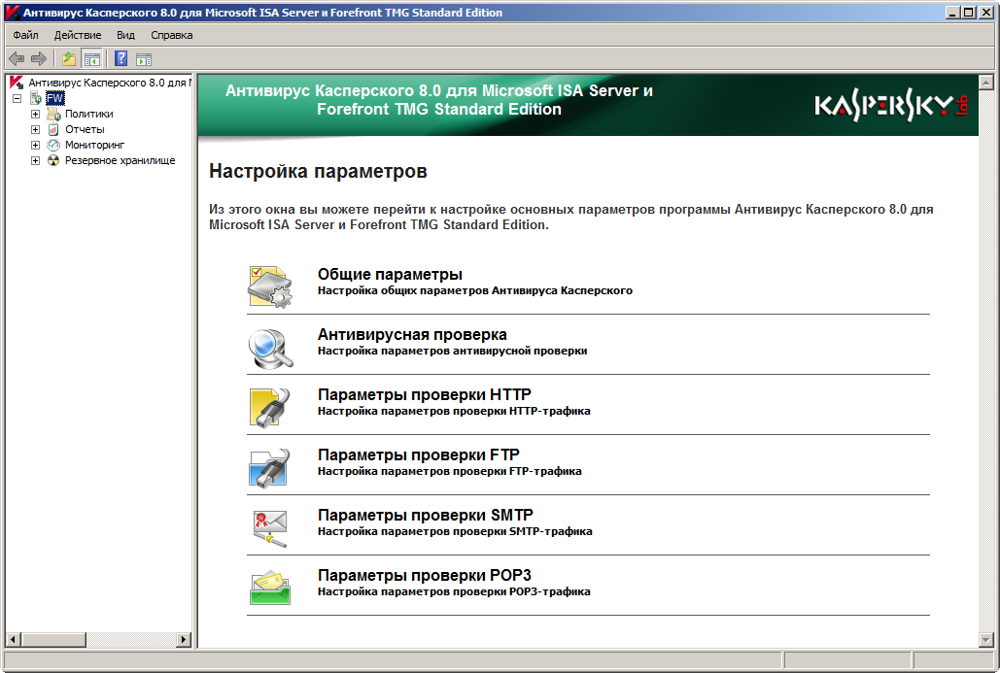 Антивирус Касперского 8.0 для Microsoft ISA Server и Forefront TMG Standard Edition
Файл Действие Вид Справка
Антивирус Касперского 8.0 для
FW
Политики
Отчеты
Мониторинг
Резервное хранилище
Антивирус Касперского 8.0 для Microsoft ISA Server и
Forefront TMG Standard Edition
KASPERSKY lab
Настройка параметров
Из этого окна вы можете перейти к настройке основных параметров программы Антивирус Касперского 8.0 для
Microsoft ISA Server и Forefront TMG Standard Edition.
Общие параметры
Настройка общих параметров Антивируса Касперского
Антивирусная проверка
Настройка параметров антивирусной проверки
Параметры проверки HTTP
Настройка параметров проверки HTTP-трафика
Параметры проверки FTP
Настройка параметров проверки FTP-трафика
Параметры проверки SMTP
Настройка параметров проверки SMTP-трафика
Параметры проверки POP3
Настройка параметров проверки POP3-трафика